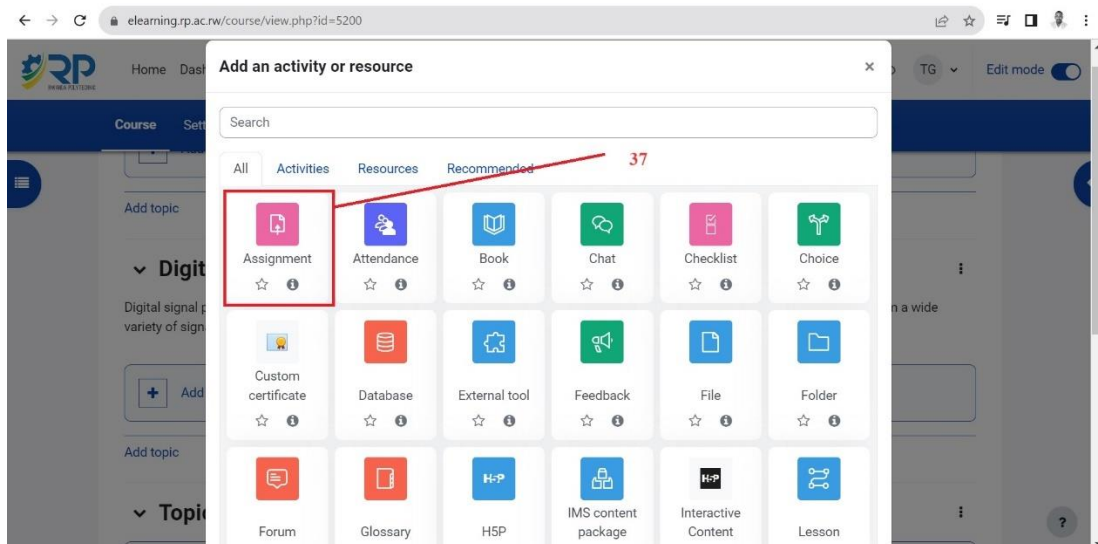 elearning.rp.ac.rw/course/view.php?id=5200
RP
Home Dash
TG
Edit mode
Course Sett
Add an activity or resource
×
Search
All Activities Resources Recommended
37
Add topic
Assignment Attendance Book Chat Checklist Choice
Digit
Digital signal p
n a wide
variety of sign
Custom certificate
Database External tool Feedback File Folder
Add
Add topic
Topi
Forum Glossary H5P
IMS content package
Interactive Content
Lesson
H-P
H-P
?